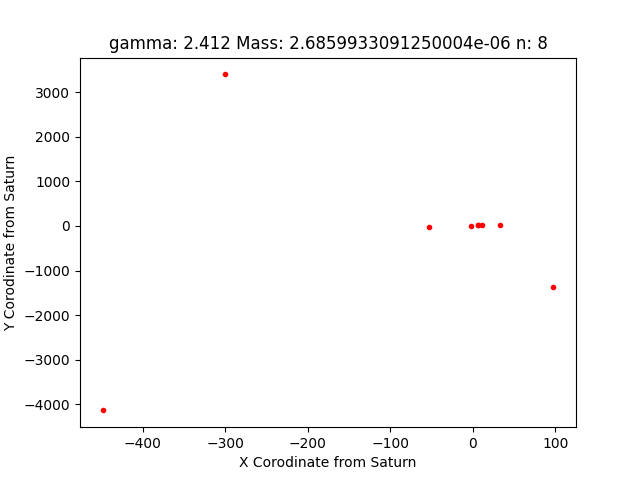 gamma: 2.412 Mass: 2.6859933091250004e-06 n: 8
3000
2000
1000
0
−1000
−2000
−3000
−4000
Y Corodinate from Saturn
−400 −300 −200 −100 0 100
X Corodinate from Saturn